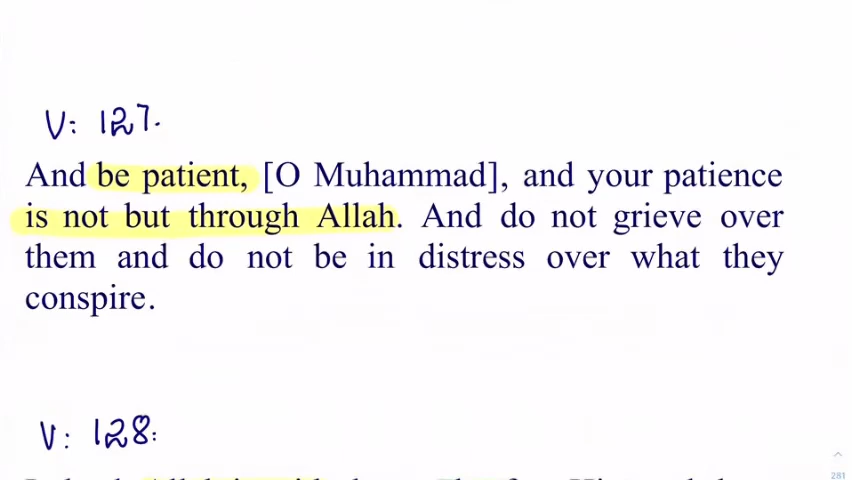 V: 127.
And be patient, [O Muhammad], and your patience
is not but through Allah. And do not grieve over
them and do not be in distress over what they
conspire.
V: 128:
281